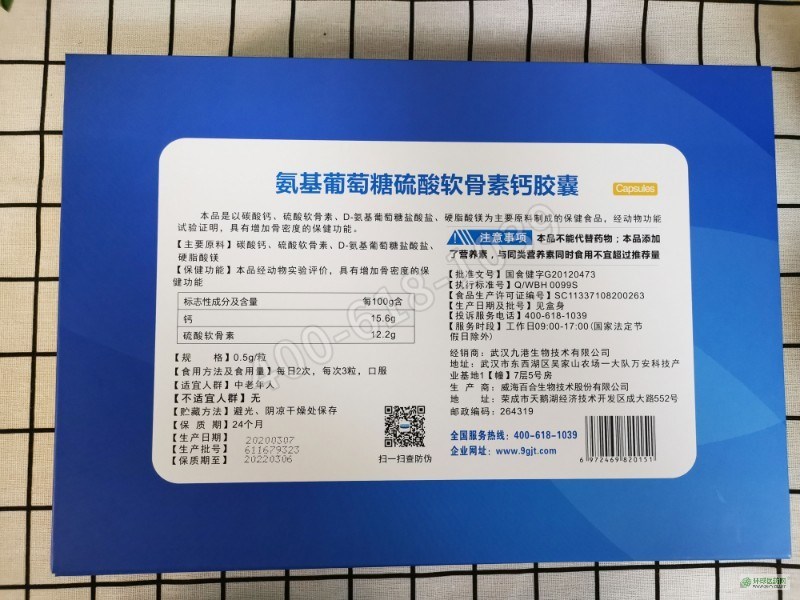 氨基葡萄糖硫酸软骨素钙胶囊
Capsules
本品是以碳酸钙、硫酸软骨素、D-氨基葡萄糖盐酸盐、硬脂酸镁为主要原料制成的保健食品，经动物功能
试验证明，具有增加骨密度的保健功能。
【主要原料】碳酸钙、硫酸软骨素、D-氨基葡萄糖盐酸盐、
硬脂酸镁
【保健功能】本品经动物实验评价，具有增加骨密度的保
健功能
标志性成分及含量 每100g含
钙 15.6g
硫酸软骨素 12.2g
【规 格】0.5g/粒
【食用方法及食用量】每日2次，每次3粒，口服
【适宜人群】中老年人
【不适宜人群】无
【贮藏方法】避光、阴凉干燥处保存
【保 质 期】24个月
【生产日期】 20200307
【生产批号】 611679323
【保质期至】 20220306
扫一扫查防伪
注意事项 本品不能代替药物；本品添加
了营养素，与同类营养素同时食用不宜超过推荐量
【批准文号】国食健字G20120473
【执行标准号】Q/WBH 0099S
【食品生产许可证编号】SC11337108200263
【生产日期及批号】见盒身
【投诉服务电话】400-618-1039
【服务时段】工作日09:00-17:00(国家法定节
假日除外)
经销商：武汉九港生物技术有限公司
地址：武汉市东西湖区吴家山农场一大队万安科技产
业基地1【幢】7层5号房
生 产 商：威海百合生物技术股份有限公司
地 址：荣成市天鹅湖经济技术开发区成大路552号
邮政编码：264319
全国服务热线：400-618-1039
企业网址：www.9gjt.com
6 972469 820151
400-618-1039
环球医药网